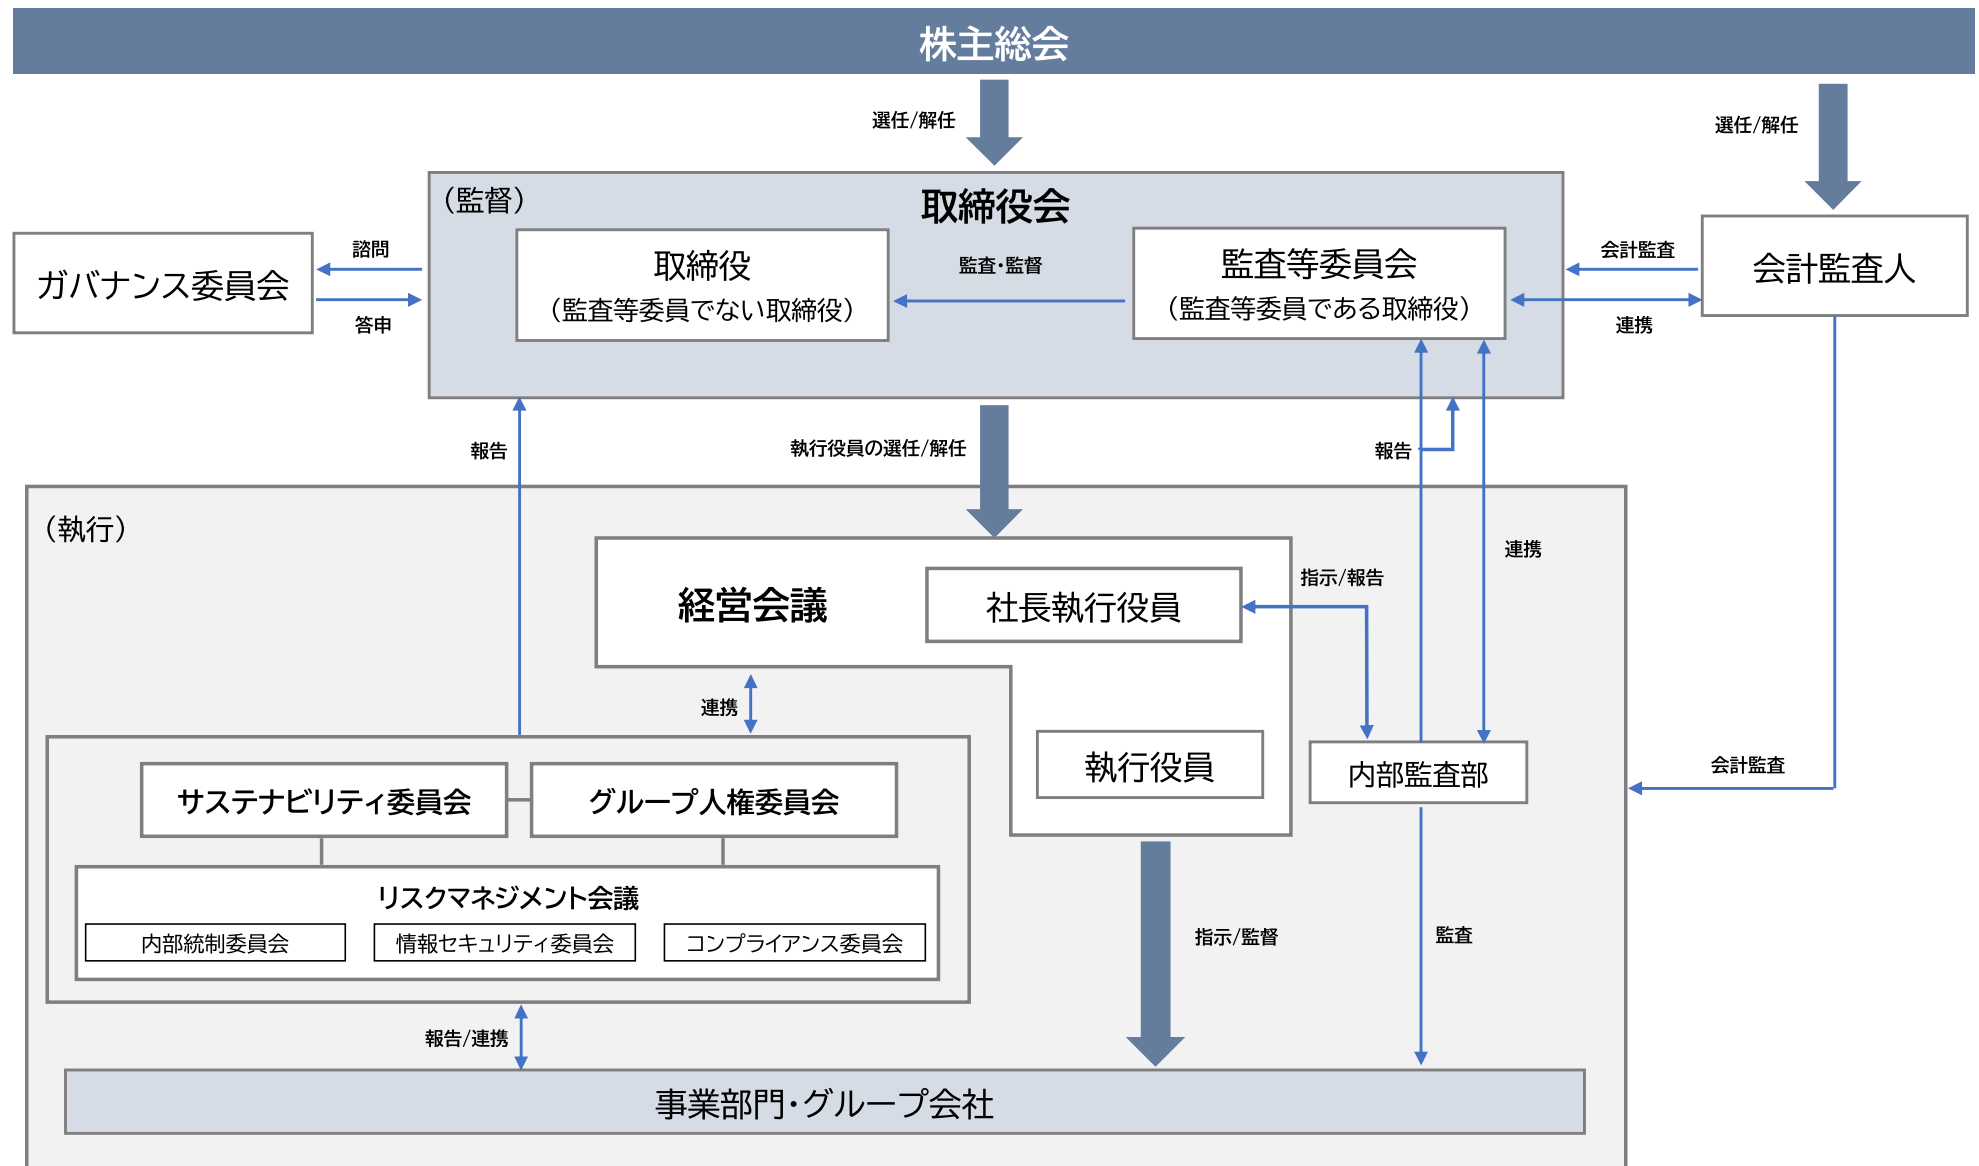 株主総会
選任/解任
選任/解任
（監督）
取締役会
ガバナンス委員会
諮問
答申
取締役
（監査等委員でない取締役）
監査・監督
監査等委員会
（監査等委員である取締役）
会計監査
連携
会計監査人
報告
執行役員の選任/解任
報告
（執行）
経営会議
社長執行役員
指示/報告
連携
連携
執行役員
内部監査部
会計監査
サステナビリティ委員会
グループ人権委員会
リスクマネジメント会議
内部統制委員会
情報セキュリティ委員会
コンプライアンス委員会
指示/監督
監査
報告/連携
事業部門・グループ会社